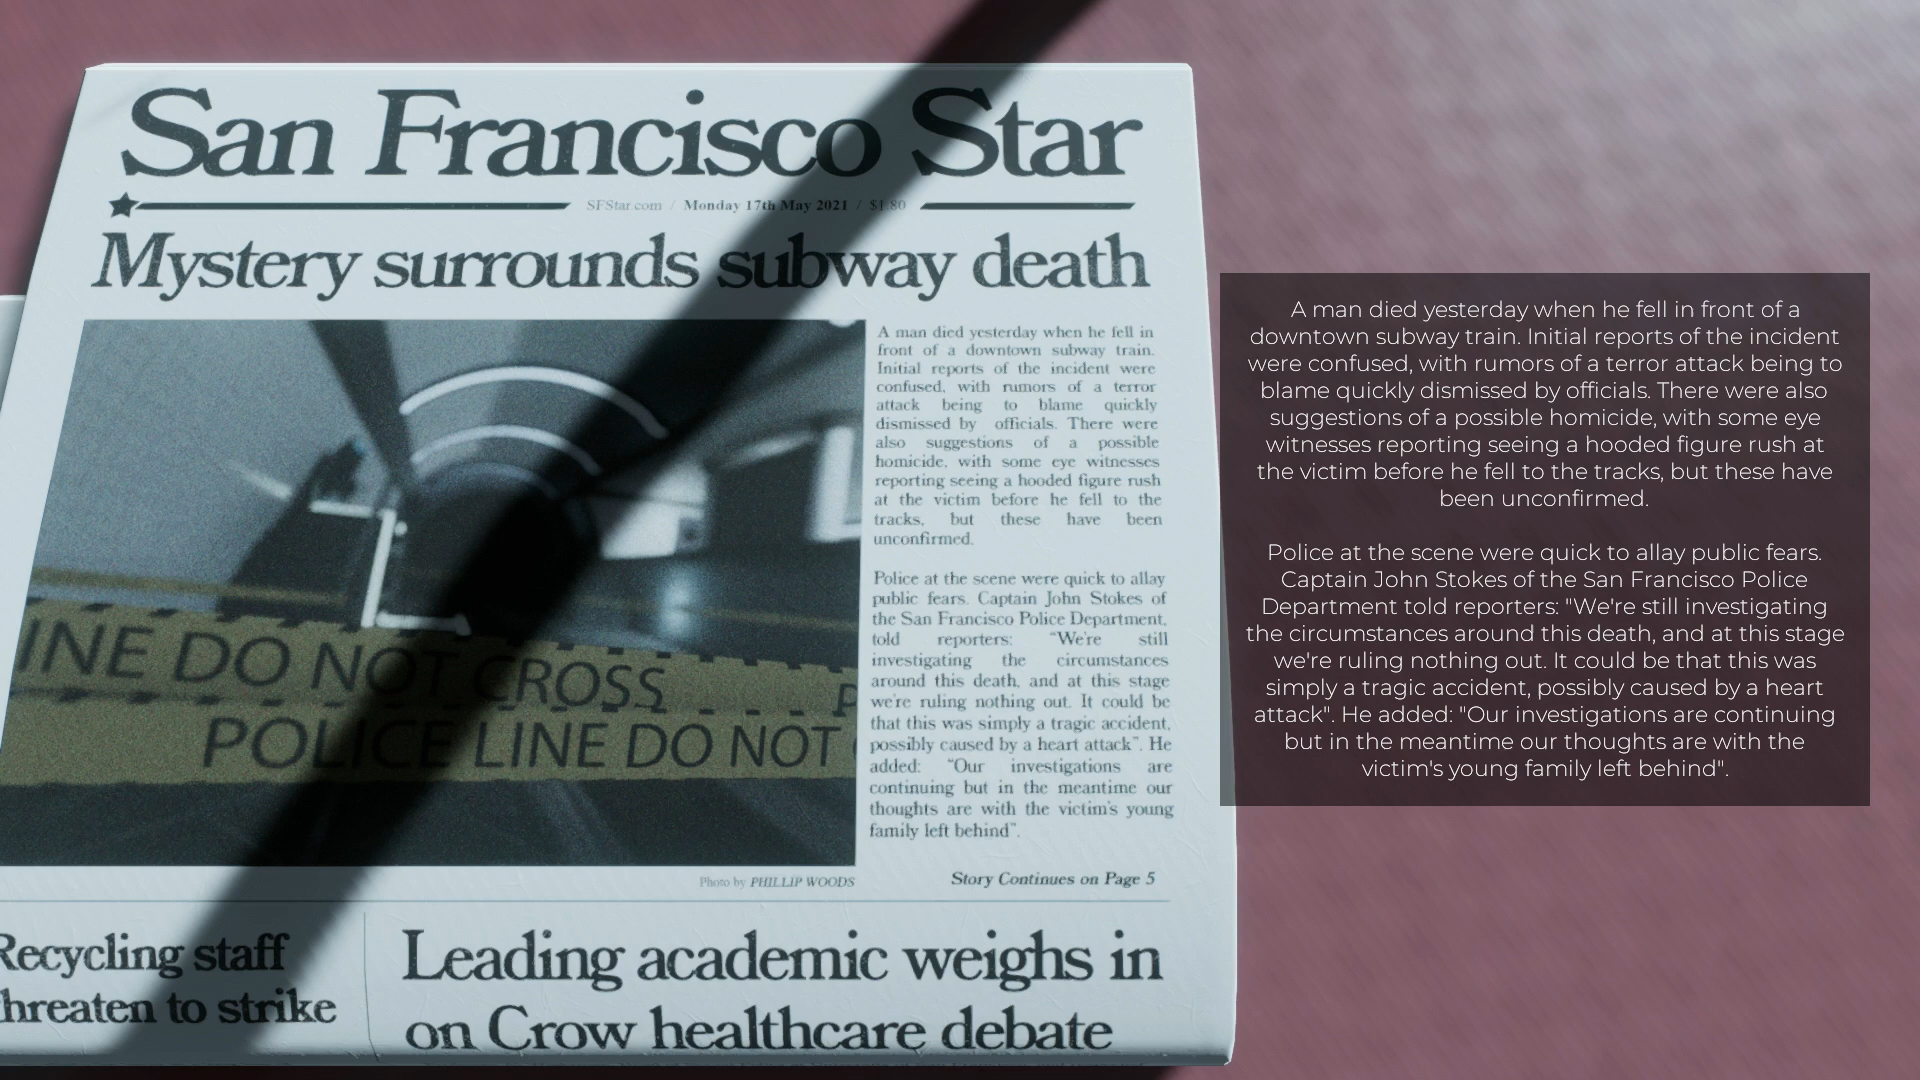 San Francisco Star
SFStar.com / Monday 17th May 2021 / $1.80
Mystery surrounds subway death
A man died yesterday when he fell in
front of a downtown subway train.
Initial reports of the incident were
confused, with rumors of a terror
attack being to blame quickly
dismissed by officials. There were
also suggestions of a possible
homicide, with some eye witnesses
reporting seeing a hooded figure rush
at the victim before he fell to the
tracks, but these have been
unconfirmed.
Police at the scene were quick to allay
public fears. Captain John Stokes of
the San Francisco Police Department,
told reporters: "We're still
investigating the circumstances
around this death, and at this stage
we're ruling nothing out. It could be
that this was simply a tragic accident,
possibly caused by a heart attack". He
added: "Our investigations are
continuing but in the meantime our
thoughts are with the victim's young
family left behind".
Story Continues on Page 5
INE DO NOT CROSS P
POLICE LINE DO NOT
Photo by PHILLIP WOODS
Recycling staff
threaten to strike
Leading academic weighs in
on Crow healthcare debate
A man died yesterday when he fell in front of a
downtown subway train. Initial reports of the incident
were confused, with rumors of a terror attack being to
blame quickly dismissed by officials. There were also
suggestions of a possible homicide, with some eye
witnesses reporting seeing a hooded figure rush at
the victim before he fell to the tracks, but these have
been unconfirmed.
Police at the scene were quick to allay public fears.
Captain John Stokes of the San Francisco Police
Department told reporters: "We're still investigating
the circumstances around this death, and at this stage
we're ruling nothing out. It could be that this was
simply a tragic accident, possibly caused by a heart
attack". He added: "Our investigations are continuing
but in the meantime our thoughts are with the
victim's young family left behind".